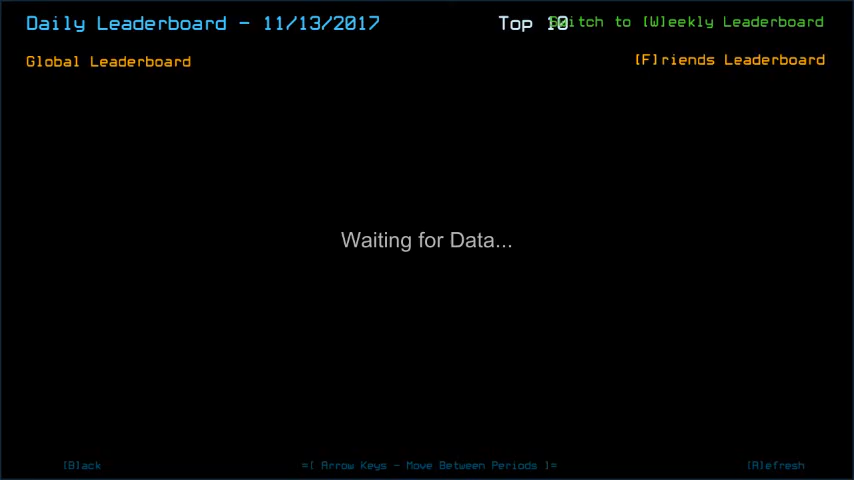 Daily Leaderboard - 11/13/2017
Top 10
Switch to [W]eekly Leaderboard
Global Leaderboard
[F]riends Leaderboard
Waiting for Data...
[B]ack
=[ Arrow Keys - Move Between Periods ]=
[R]efresh